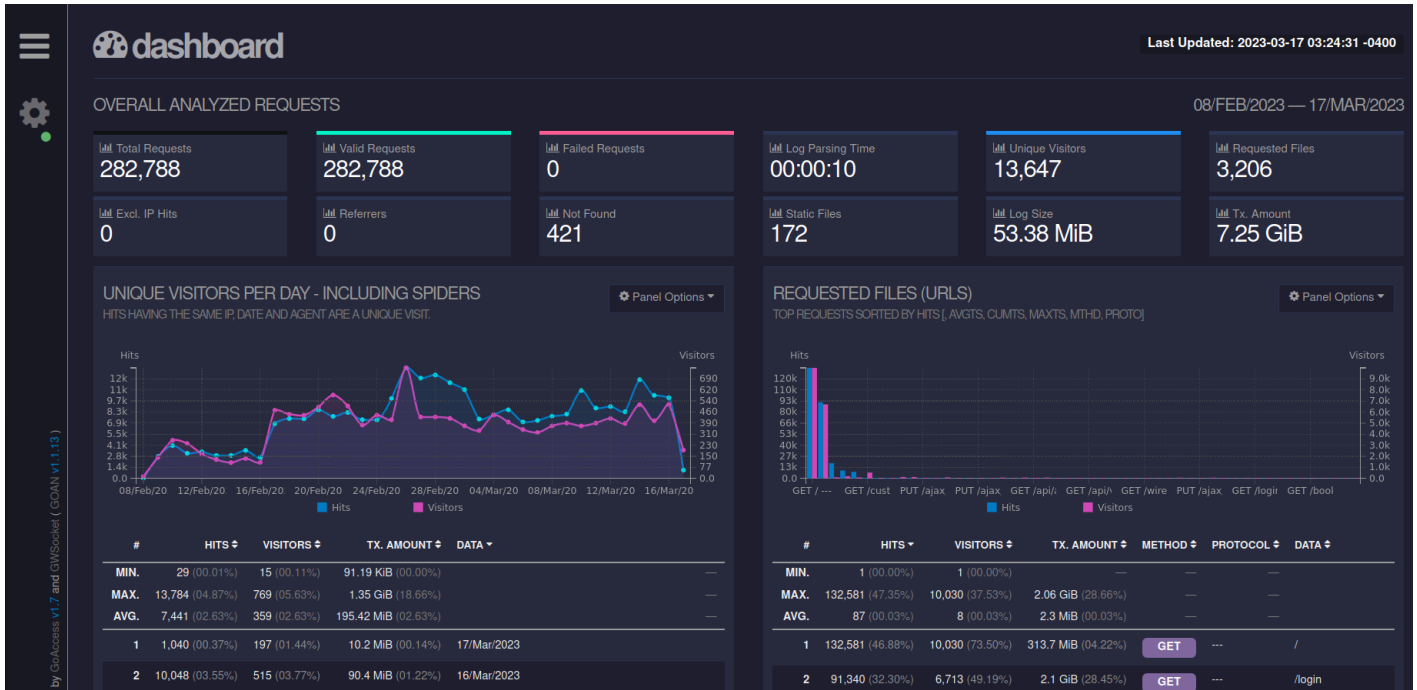 dashboard
Last Updated: 2023-03-17 03:24:31 -0400
OVERALL ANALYZED REQUESTS
08/FEB/2023 — 17/MAR/2023
Total Requests
282,788
Valid Requests
282,788
Failed Requests
0
Log Parsing Time
00:00:10
Unique Visitors
13,647
Requested Files
3,206
Excl. IP Hits
0
Referrers
0
Not Found
421
Static Files
172
Log Size
53.38 MiB
Tx. Amount
7.25 GiB
UNIQUE VISITORS PER DAY - INCLUDING SPIDERS
Panel Options
HITS HAVING THE SAME IP, DATE AND AGENT ARE A UNIQUE VISIT.
Hits Visitors
12k
11k
9.7k
8.3k
6.9k
5.5k
4.1k
2.8k
1.4k
0.0
690
620
540
460
390
310
230
150
77
0.0
08/Feb/20 12/Feb/20 16/Feb/20 20/Feb/20 24/Feb/20 28/Feb/20 04/Mar/20 08/Mar/20 12/Mar/20 16/Mar/20
Hits Visitors
# HITS VISITORS TX. AMOUNT DATA
MIN. 29 (00.01%) 15 (00.11%) 91.19 KiB (00.00%) —
MAX. 13,784 (04.87%) 769 (05.63%) 1.35 GiB (18.66%) —
AVG. 7,441 (02.63%) 359 (02.63%) 195.42 MiB (02.63%) —
1 1,040 (00.37%) 197 (01.44%) 10.2 MiB (00.14%) 17/Mar/2023
2 10,048 (03.55%) 515 (03.77%) 90.4 MiB (01.22%) 16/Mar/2023
REQUESTED FILES (URLS)
Panel Options
TOP REQUESTS SORTED BY HITS [, AVGTS, CUMTS, MAXTS, MTHD, PROTO]
Hits Visitors
120k
110k
93k
80k
66k
53k
40k
27k
13k
0.0
9.0k
8.0k
7.0k
6.0k
5.0k
4.0k
3.0k
2.0k
1.0k
0.0
GET / --- GET /cust PUT /ajax PUT /ajax GET /api/ GET /api/\ GET /wire PUT /ajax GET /logir GET /bool
Hits Visitors
# HITS VISITORS TX. AMOUNT METHOD PROTOCOL DATA
MIN. 1 (00.00%) 1 (00.00%) — — —
MAX. 132,581 (47.35%) 10,030 (37.53%) 2.06 GiB (28.66%) — —
AVG. 87 (00.03%) 8 (00.03%) 2.3 MiB (00.03%) — —
1 132,581 (46.88%) 10,030 (73.50%) 313.7 MiB (04.22%) GET --- /
2 91,340 (32.30%) 6,713 (49.19%) 2.1 GiB (28.45%) GET --- /login
by GoAccess v1.7 and GWSocket ( GOAN v1.1.13 )